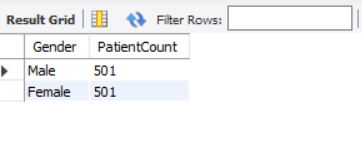 Result Grid Filter Rows:
Gender PatientCount
Male 501
Female 501